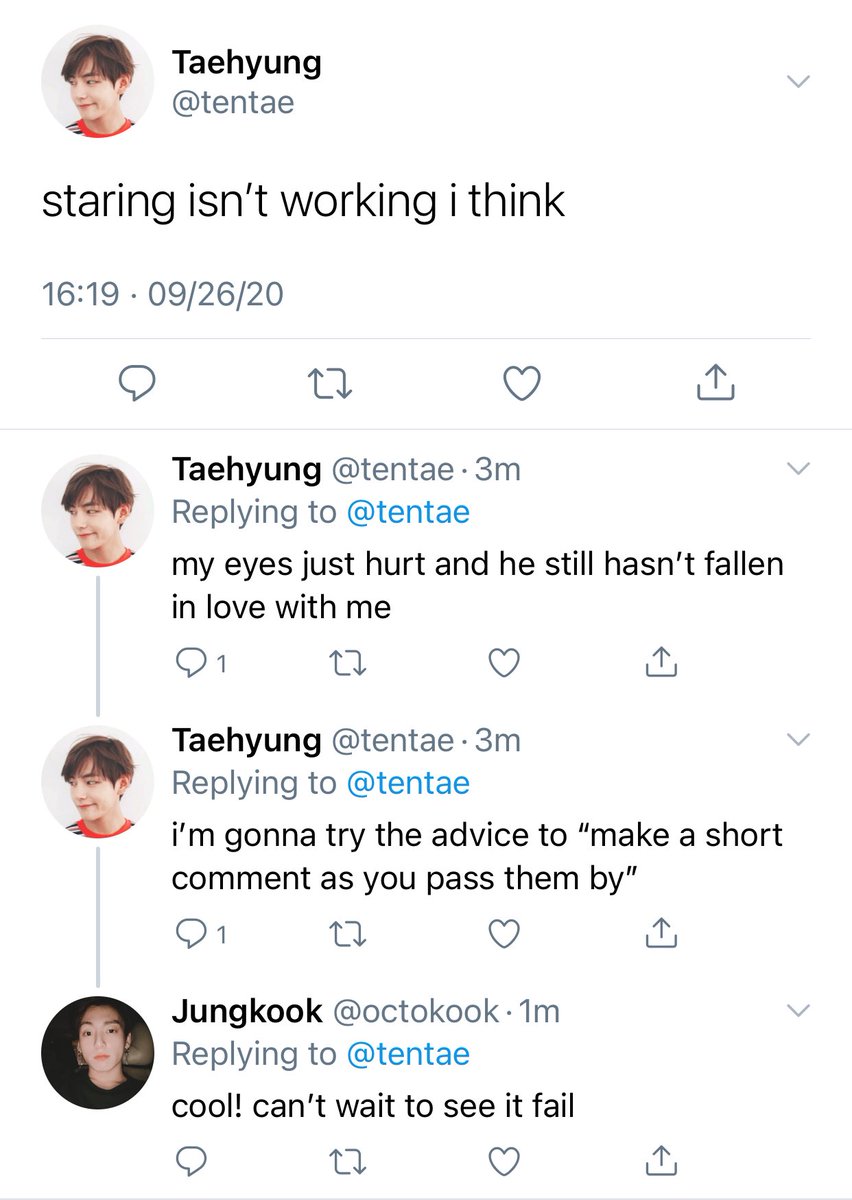 Taehyung
@tentae
staring isn’t working i think
16:19 · 09/26/20
Taehyung @tentae · 3m
Replying to @tentae
my eyes just hurt and he still hasn’t fallen
in love with me
1
Taehyung @tentae · 3m
Replying to @tentae
i’m gonna try the advice to “make a short
comment as you pass them by”
1
Jungkook @octokook · 1m
Replying to @tentae
cool! can’t wait to see it fail